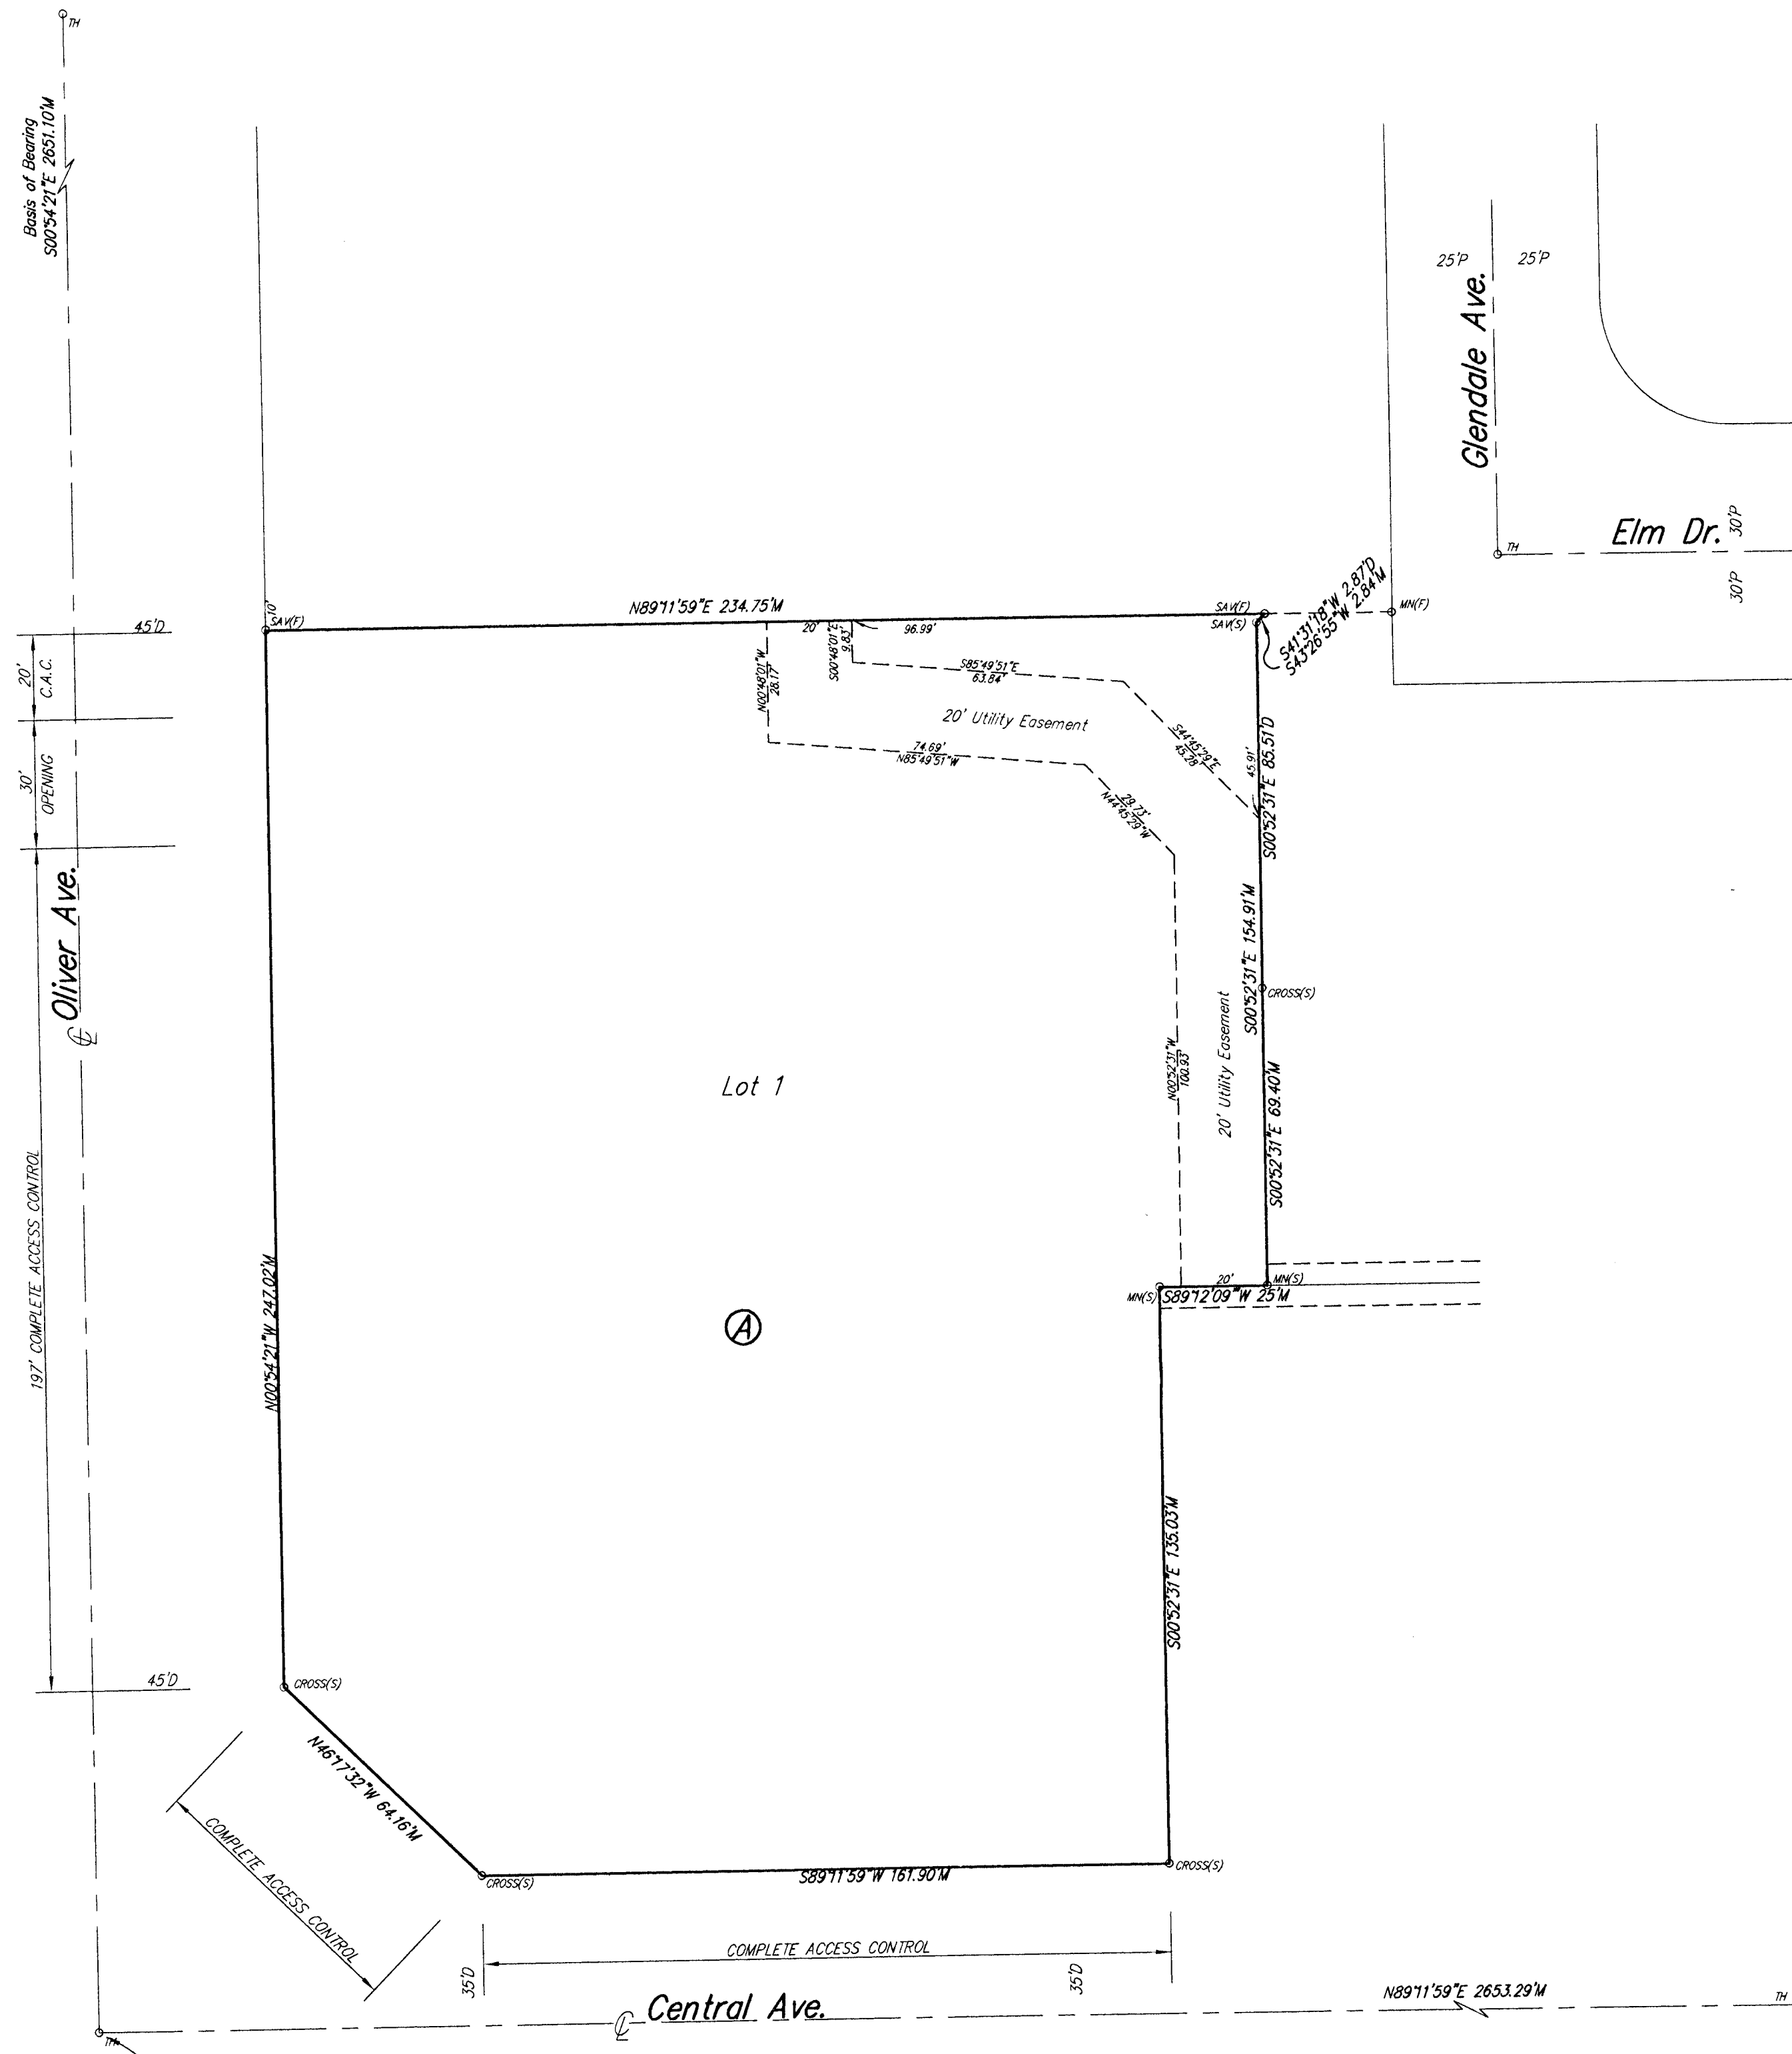 TH
Basis of Bearing
S00°54'21"E 2651.10'M
25'P
25'P
Glendale Ave.
TH
Elm Dr.
30'P
30'P
MN(F)
S41°31'18"W 2.87'D
S43°26'55"W 2.84'M
SAV(F)
SAV(S)
N89°11'59"E 234.75'M
10'
SAV(F)
45'D
20'
C.A.C.
30'
OPENING
197' COMPLETE ACCESS CONTROL
℄ Oliver Ave.
20'
96.99'
N00°48'01"W
28.17'
S00°48'01"E
9.83'
S85°49'51"E
63.84'
20' Utility Easement
74.69'
N85°49'51"W
S44°45'29"E
45.28'
29.73'
N44°45'29"W
45.91'
S00°52'31"E 85.51'D
S00°52'31"E 154.91'M
CROSS(S)
20' Utility Easement
N00°52'31"W
100.93'
S00°52'31"E 69.40'M
Lot 1
A
N00°54'21"W 247.02'M
20'
MN(S)
MN(S)
S89°12'09"W 25'M
S00°52'31"E 135.03'M
45'D
CROSS(S)
N46°17'32"W 64.16'M
COMPLETE ACCESS CONTROL
CROSS(S)
S89°11'59"W 161.90'M
CROSS(S)
COMPLETE ACCESS CONTROL
35'D
35'D
℄ Central Ave.
N89°11'59"E 2653.29'M
TH
TH